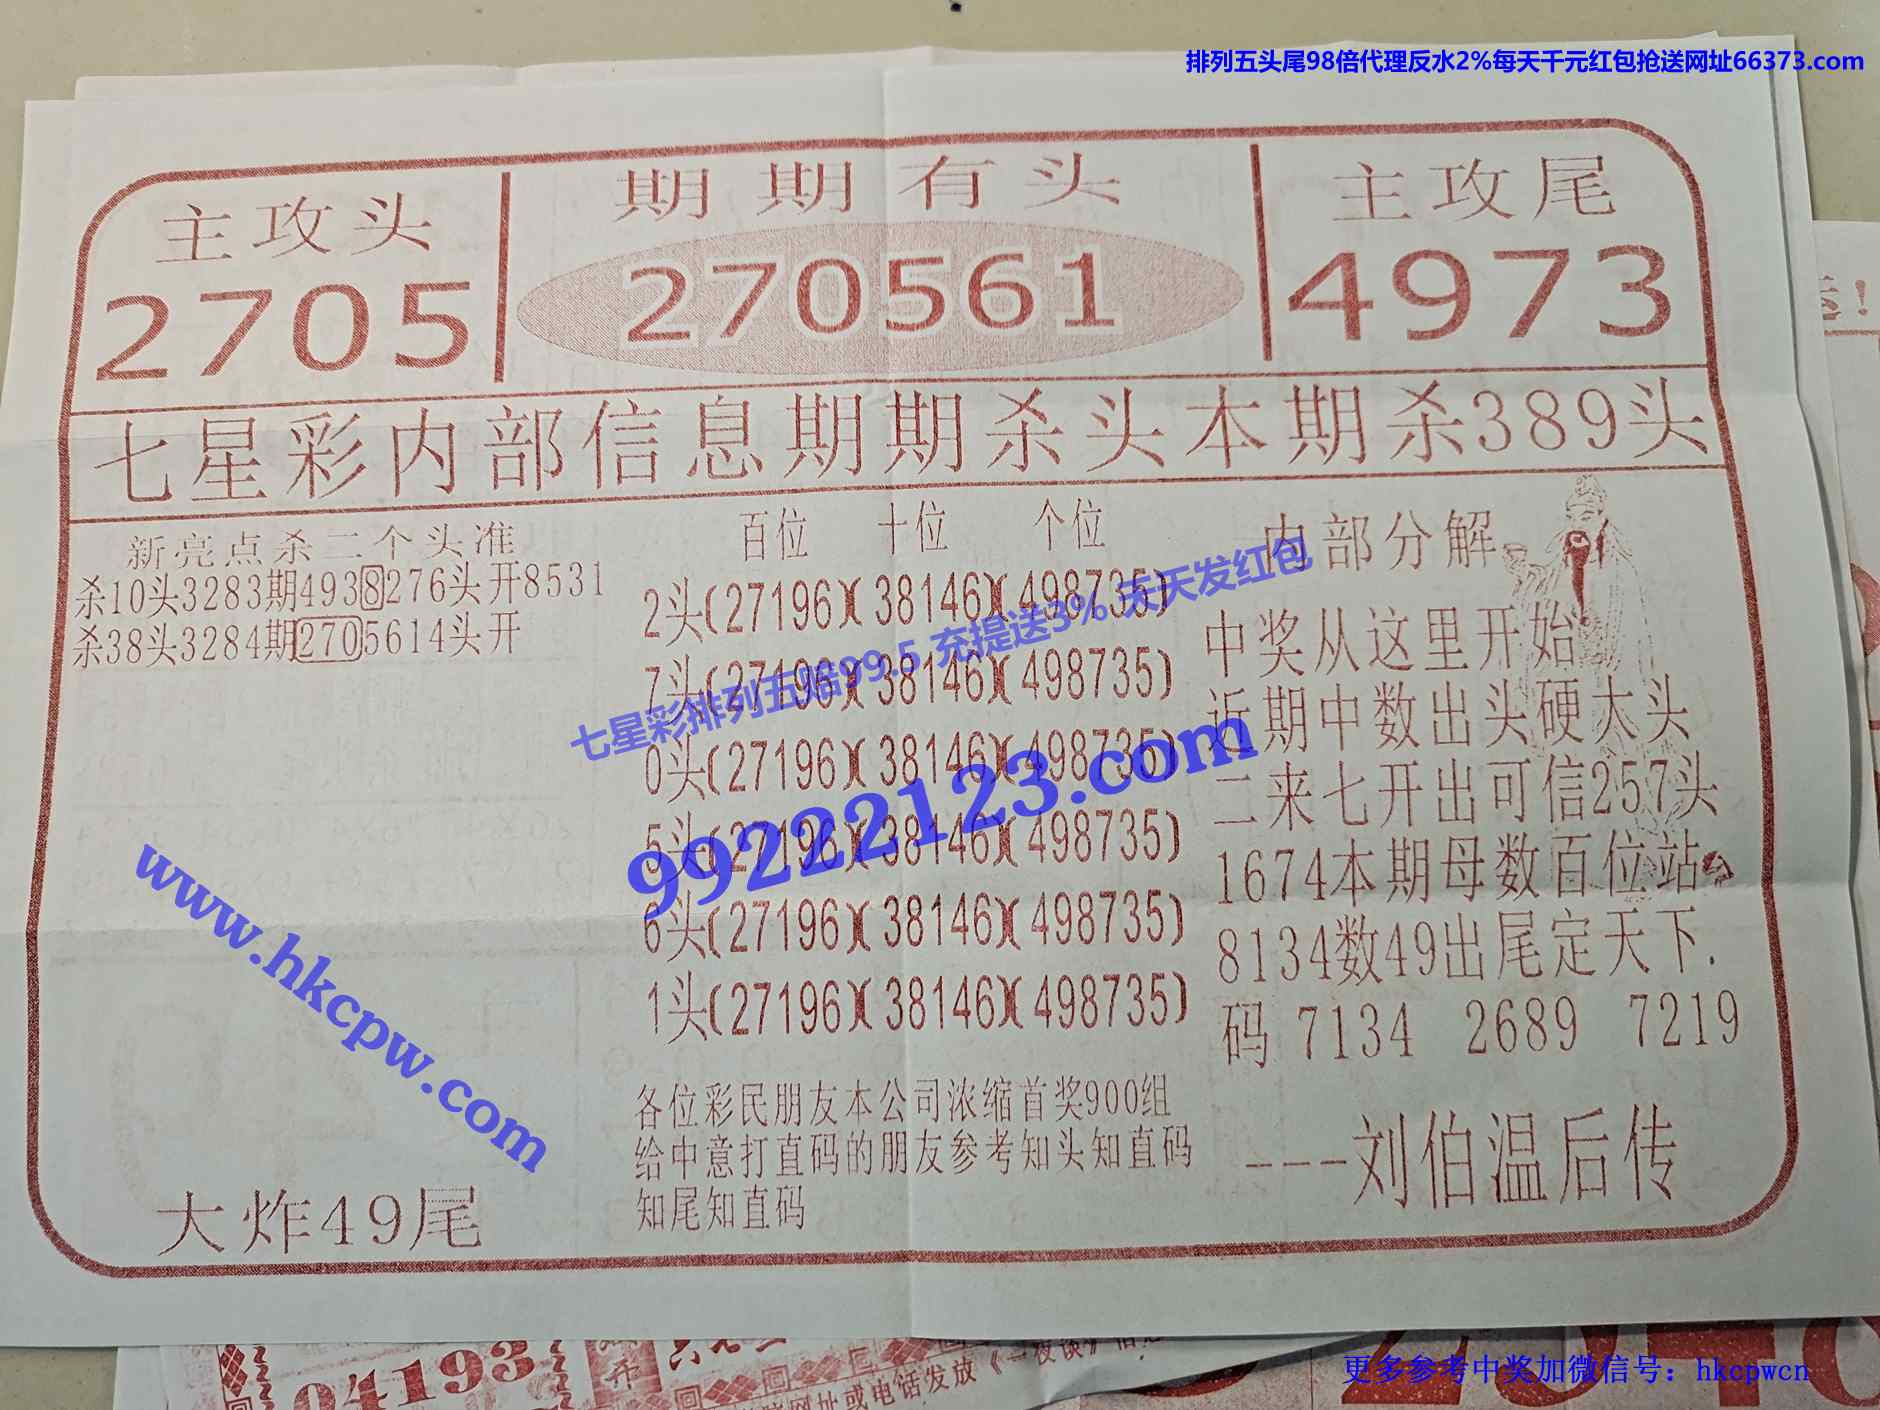 排列五头尾98倍代理反水2%每天千元红包抢送网址66373.com
主攻头
期期有头
主攻尾
2705
270561
4973
七星彩内部信息期期杀头本期杀389头
新亮点杀二个头准
杀10头3283期4938276头开8531
杀38头3284期2705614头开
百位 十位 个位
2头(27196)(38146)(498735)
7头(27196)(38146)(498735)
0头(27196)(38146)(498735)
5头(27196)(38146)(498735)
6头(27196)(38146)(498735)
1头(27196)(38146)(498735)
内部分解
中奖从这里开始
近期中数出头硬大头
二来七开出可信257头
1674本期母数百位站
8134数49出尾定天下.
码 7134 2689 7219
---刘伯温后传
各位彩民朋友本公司浓缩首奖900组
给中意打直码的朋友参考知头知直码
知尾知直码
大炸49尾
七星彩排列五赔99.5 充提送3% 天天发红包
99222123.com
www.hkcpw.com
04193
网址或电话发放
更多参考中奖加微信号：hkcpwcn